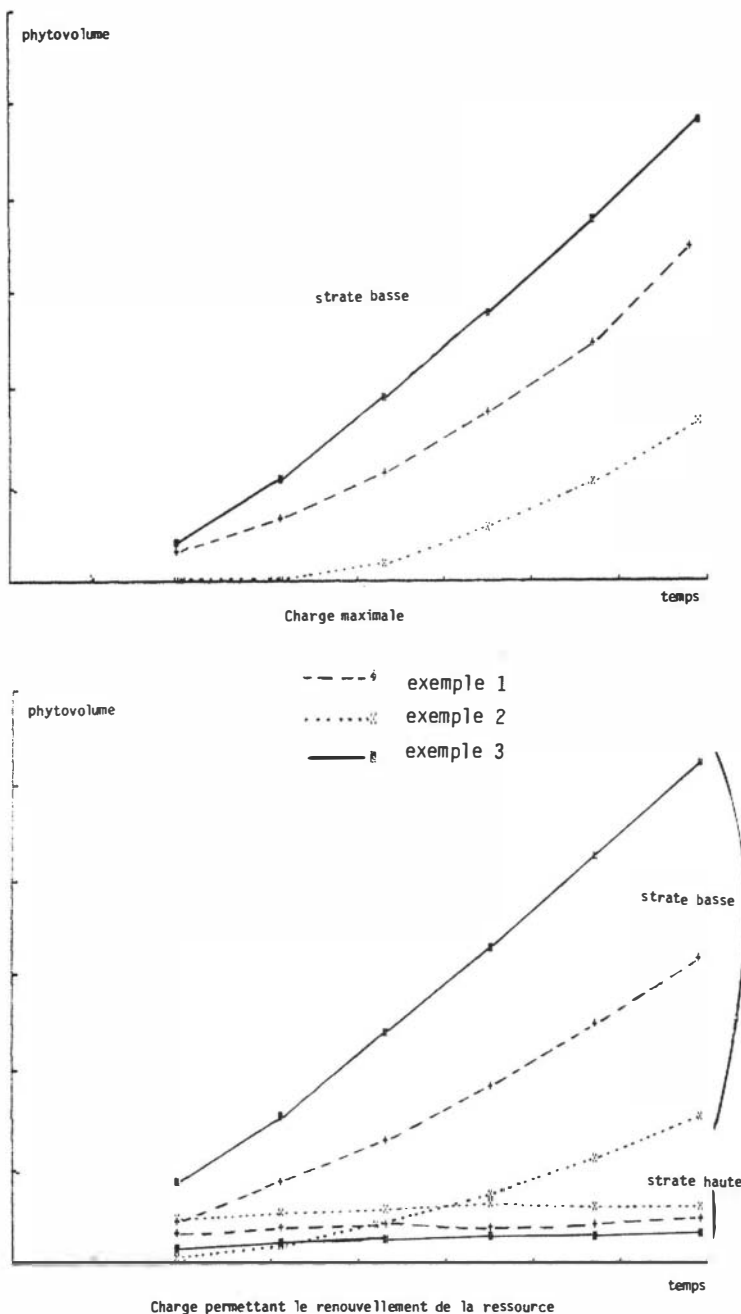 phytovolume
strate basse
temps
Charge maximale
exemple 1
exemple 2
exemple 3
phytovolume
strate basse
strate haute
temps
Charge permettant le renouvellement de la ressource